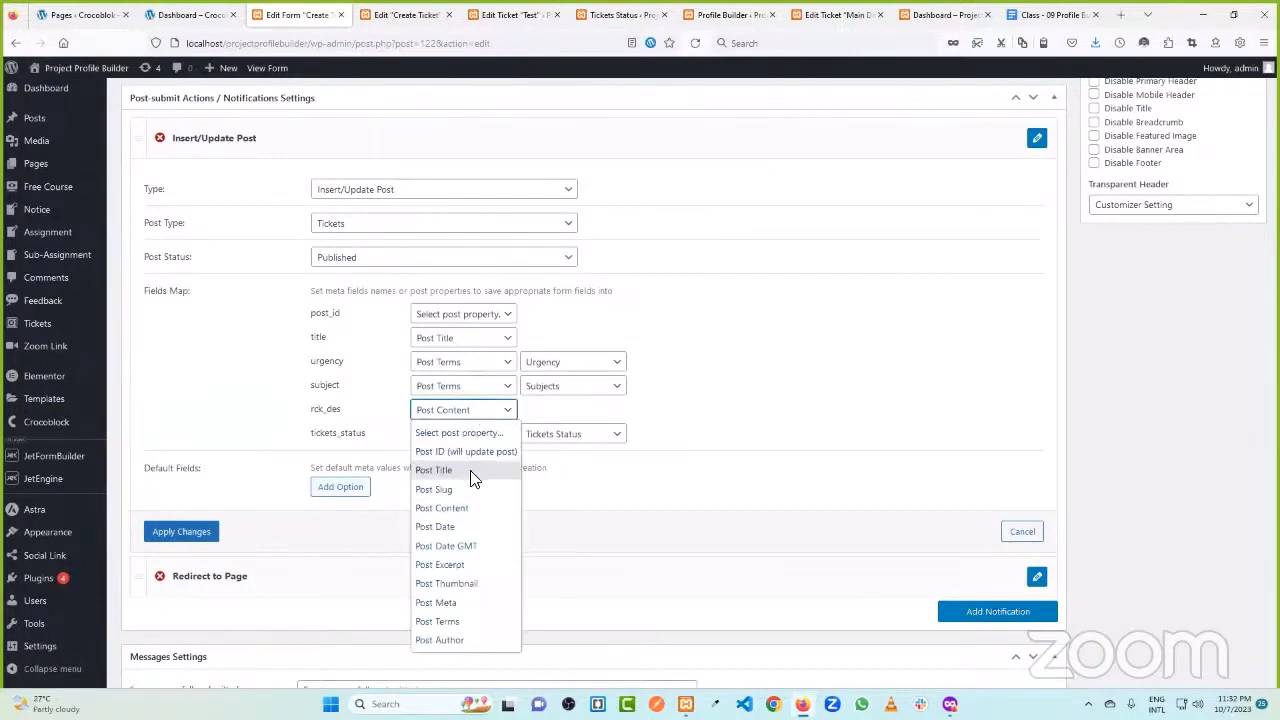 Pages ‹ Crocoblok -
Dashboard ‹ Crocobl
Edit Form "Create T
Edit "Create Ticket
Edit Ticket "Test" ‹ P
Tickets Status ‹ Proj
Profile Builder ‹ Proj
Edit Ticket "Main D
Dashboard ‹ Projec
Class - 09 Profile B
localhost/projectprofilebuilder/wp-admin/post.php?post=122&action=edit
Search
Project Profile Builder
4
0
New
View Form
Howdy, admin
Dashboard
Posts
Media
Pages
Free Course
Notice
Assignment
Sub-Assignment
Comments
Feedback
Tickets
Zoom Link
Elementor
Templates
Crocoblock
JetFormBuilder
JetEngine
Astra
Appearance
Social Link
Plugins 4
Users
Tools
Settings
Collapse menu
Post-submit Actions / Notifications Settings
Insert/Update Post
Type:
Insert/Update Post
Post Type:
Tickets
Post Status:
Published
Fields Map:
Set meta fields names or post properties to save appropriate form fields into
post_id
Select post property.
title
Post Title
urgency
Post Terms
Urgency
subject
Post Terms
Subjects
rck_des
Post Content
tickets_status
Tickets Status
Select post property...
Post ID (will update post)
Post Title
Post Slug
Post Content
Post Date
Post Date GMT
Post Excerpt
Post Thumbnail
Post Meta
Post Terms
Post Author
Default Fields:
Set default meta values w
Add Option
Apply Changes
Cancel
Redirect to Page
Add Notification
Messages Settings
Disable Primary Header
Disable Mobile Header
Disable Title
Disable Breadcrumb
Disable Featured Image
Disable Banner Area
Disable Footer
Transparent Header
Customizer Setting
zoom
27°C
Partly cloudy
Search
ENG
INTL
11:32 PM
10/7/2023